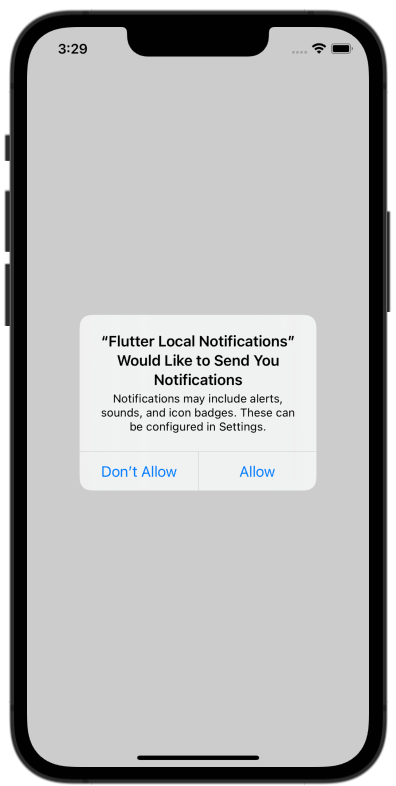 3:29
“Flutter Local Notifications”
Would Like to Send You
Notifications
Notifications may include alerts,
sounds, and icon badges. These can
be configured in Settings.
Don’t Allow
Allow